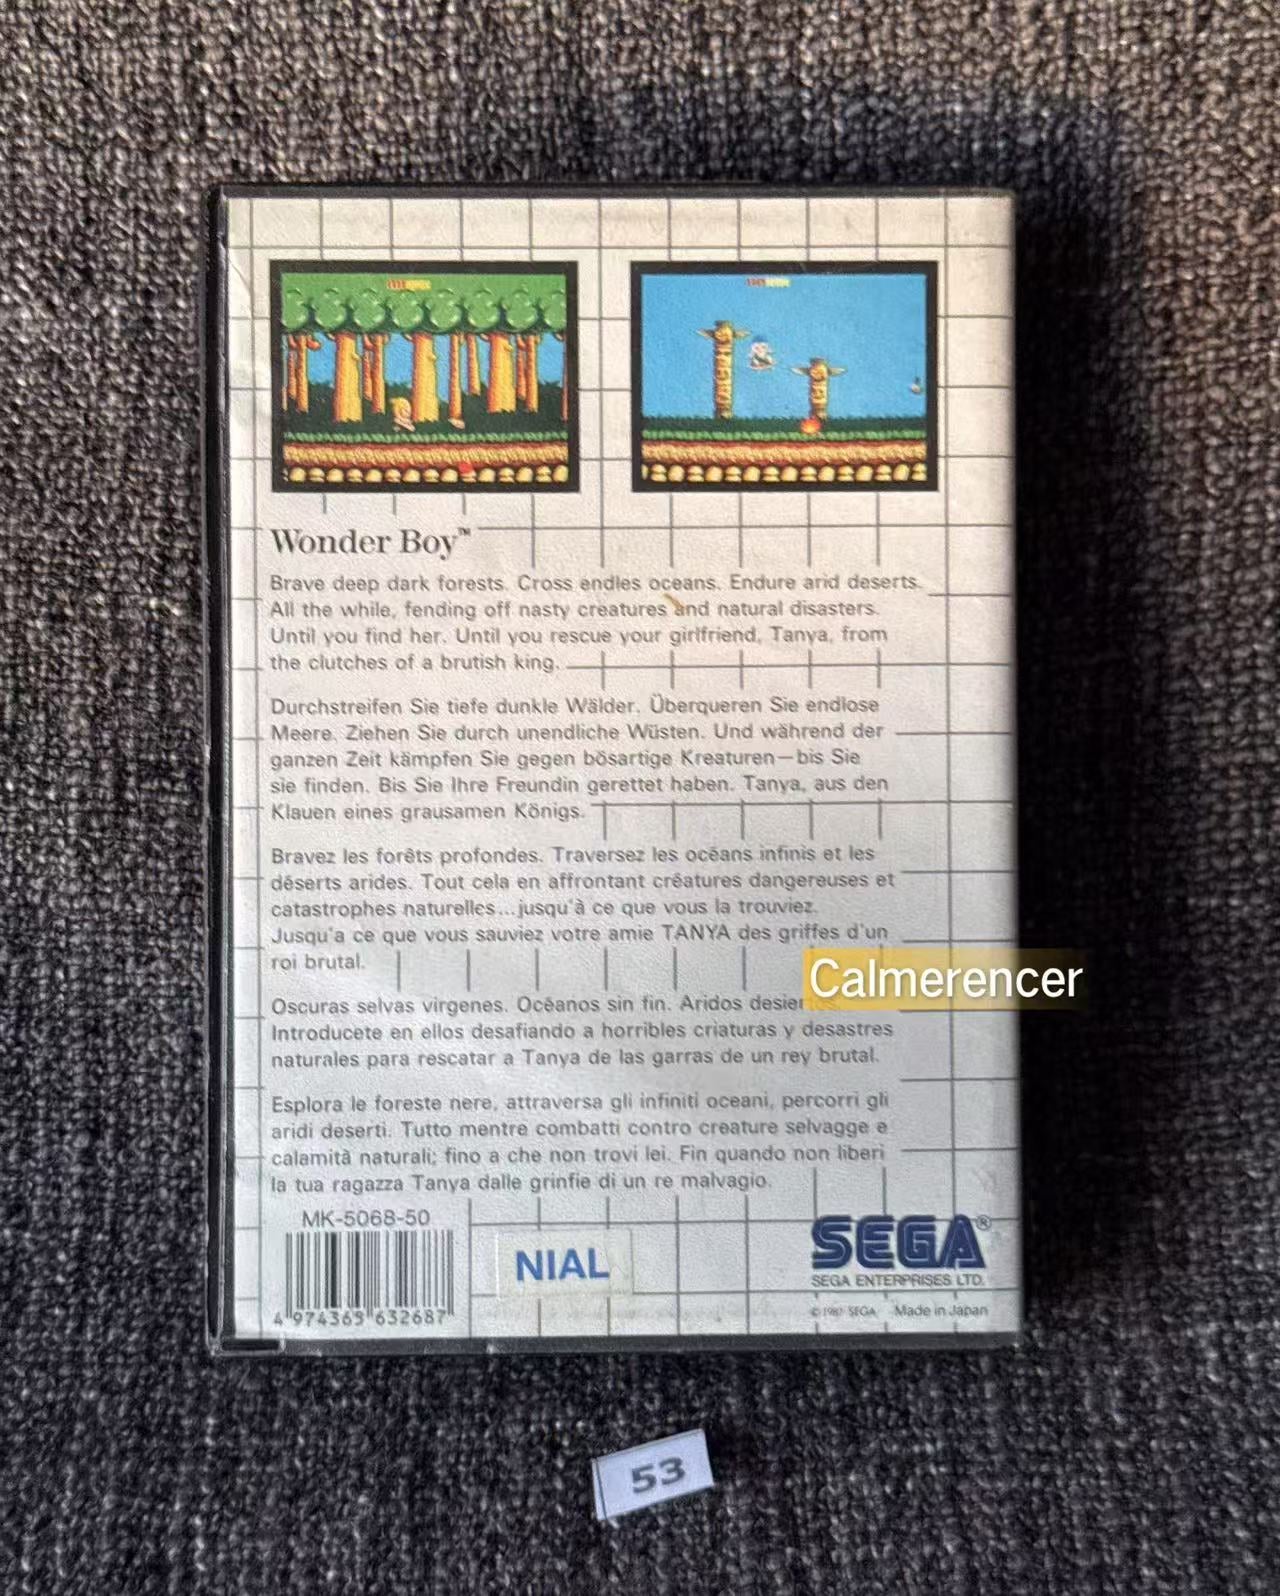 Wonder Boy™
Brave deep dark forests. Cross endles oceans. Endure arid deserts.
All the while, fending off nasty creatures and natural disasters.
Until you find her. Until you rescue your girlfriend, Tanya, from
the clutches of a brutish king.
Durchstreifen Sie tiefe dunkle Wälder. Überqueren Sie endlose
Meere. Ziehen Sie durch unendliche Wüsten. Und während der
ganzen Zeit kämpfen Sie gegen bösartige Kreaturen—bis Sie
sie finden. Bis Sie Ihre Freundin gerettet haben. Tanya, aus den
Klauen eines grausamen Königs.
Bravez les forêts profondes. Traversez les océans infinis et les
déserts arides. Tout cela en affrontant créatures dangereuses et
catastrophes naturelles...jusqu'à ce que vous la trouviez.
Jusqu'a ce que vous sauviez votre amie TANYA des griffes d'un
roi brutal.
Calmerencer
Oscuras selvas virgenes. Océanos sin fin. Aridos
Introducete en ellos desafiando a horribles criaturas y desastres
naturales para rescatar a Tanya de las garras de un rey brutal.
Esplora le foreste nere, attraversa gli infiniti oceani, percorri gli
aridi deserti. Tutto mentre combatti contro creature selvagge e
calamità naturali; fino a che non trovi lei. Fin quando non liberi
la tua ragazza Tanya dalle grinfie di un re malvagio.
MK-5068-50
4 974365 632687
NIAL
SEGA®
SEGA ENTERPRISES LTD.
© 1987 SEGA Made in Japan
53